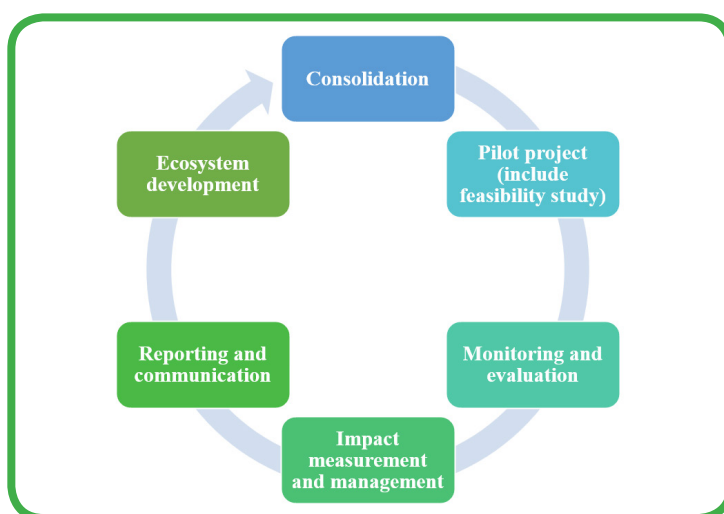 Consolidation
Pilot project
(include
feasibility study)
Monitoring and
evaluation
Impact
measurement
and management
Reporting and
communication
Ecosystem
development